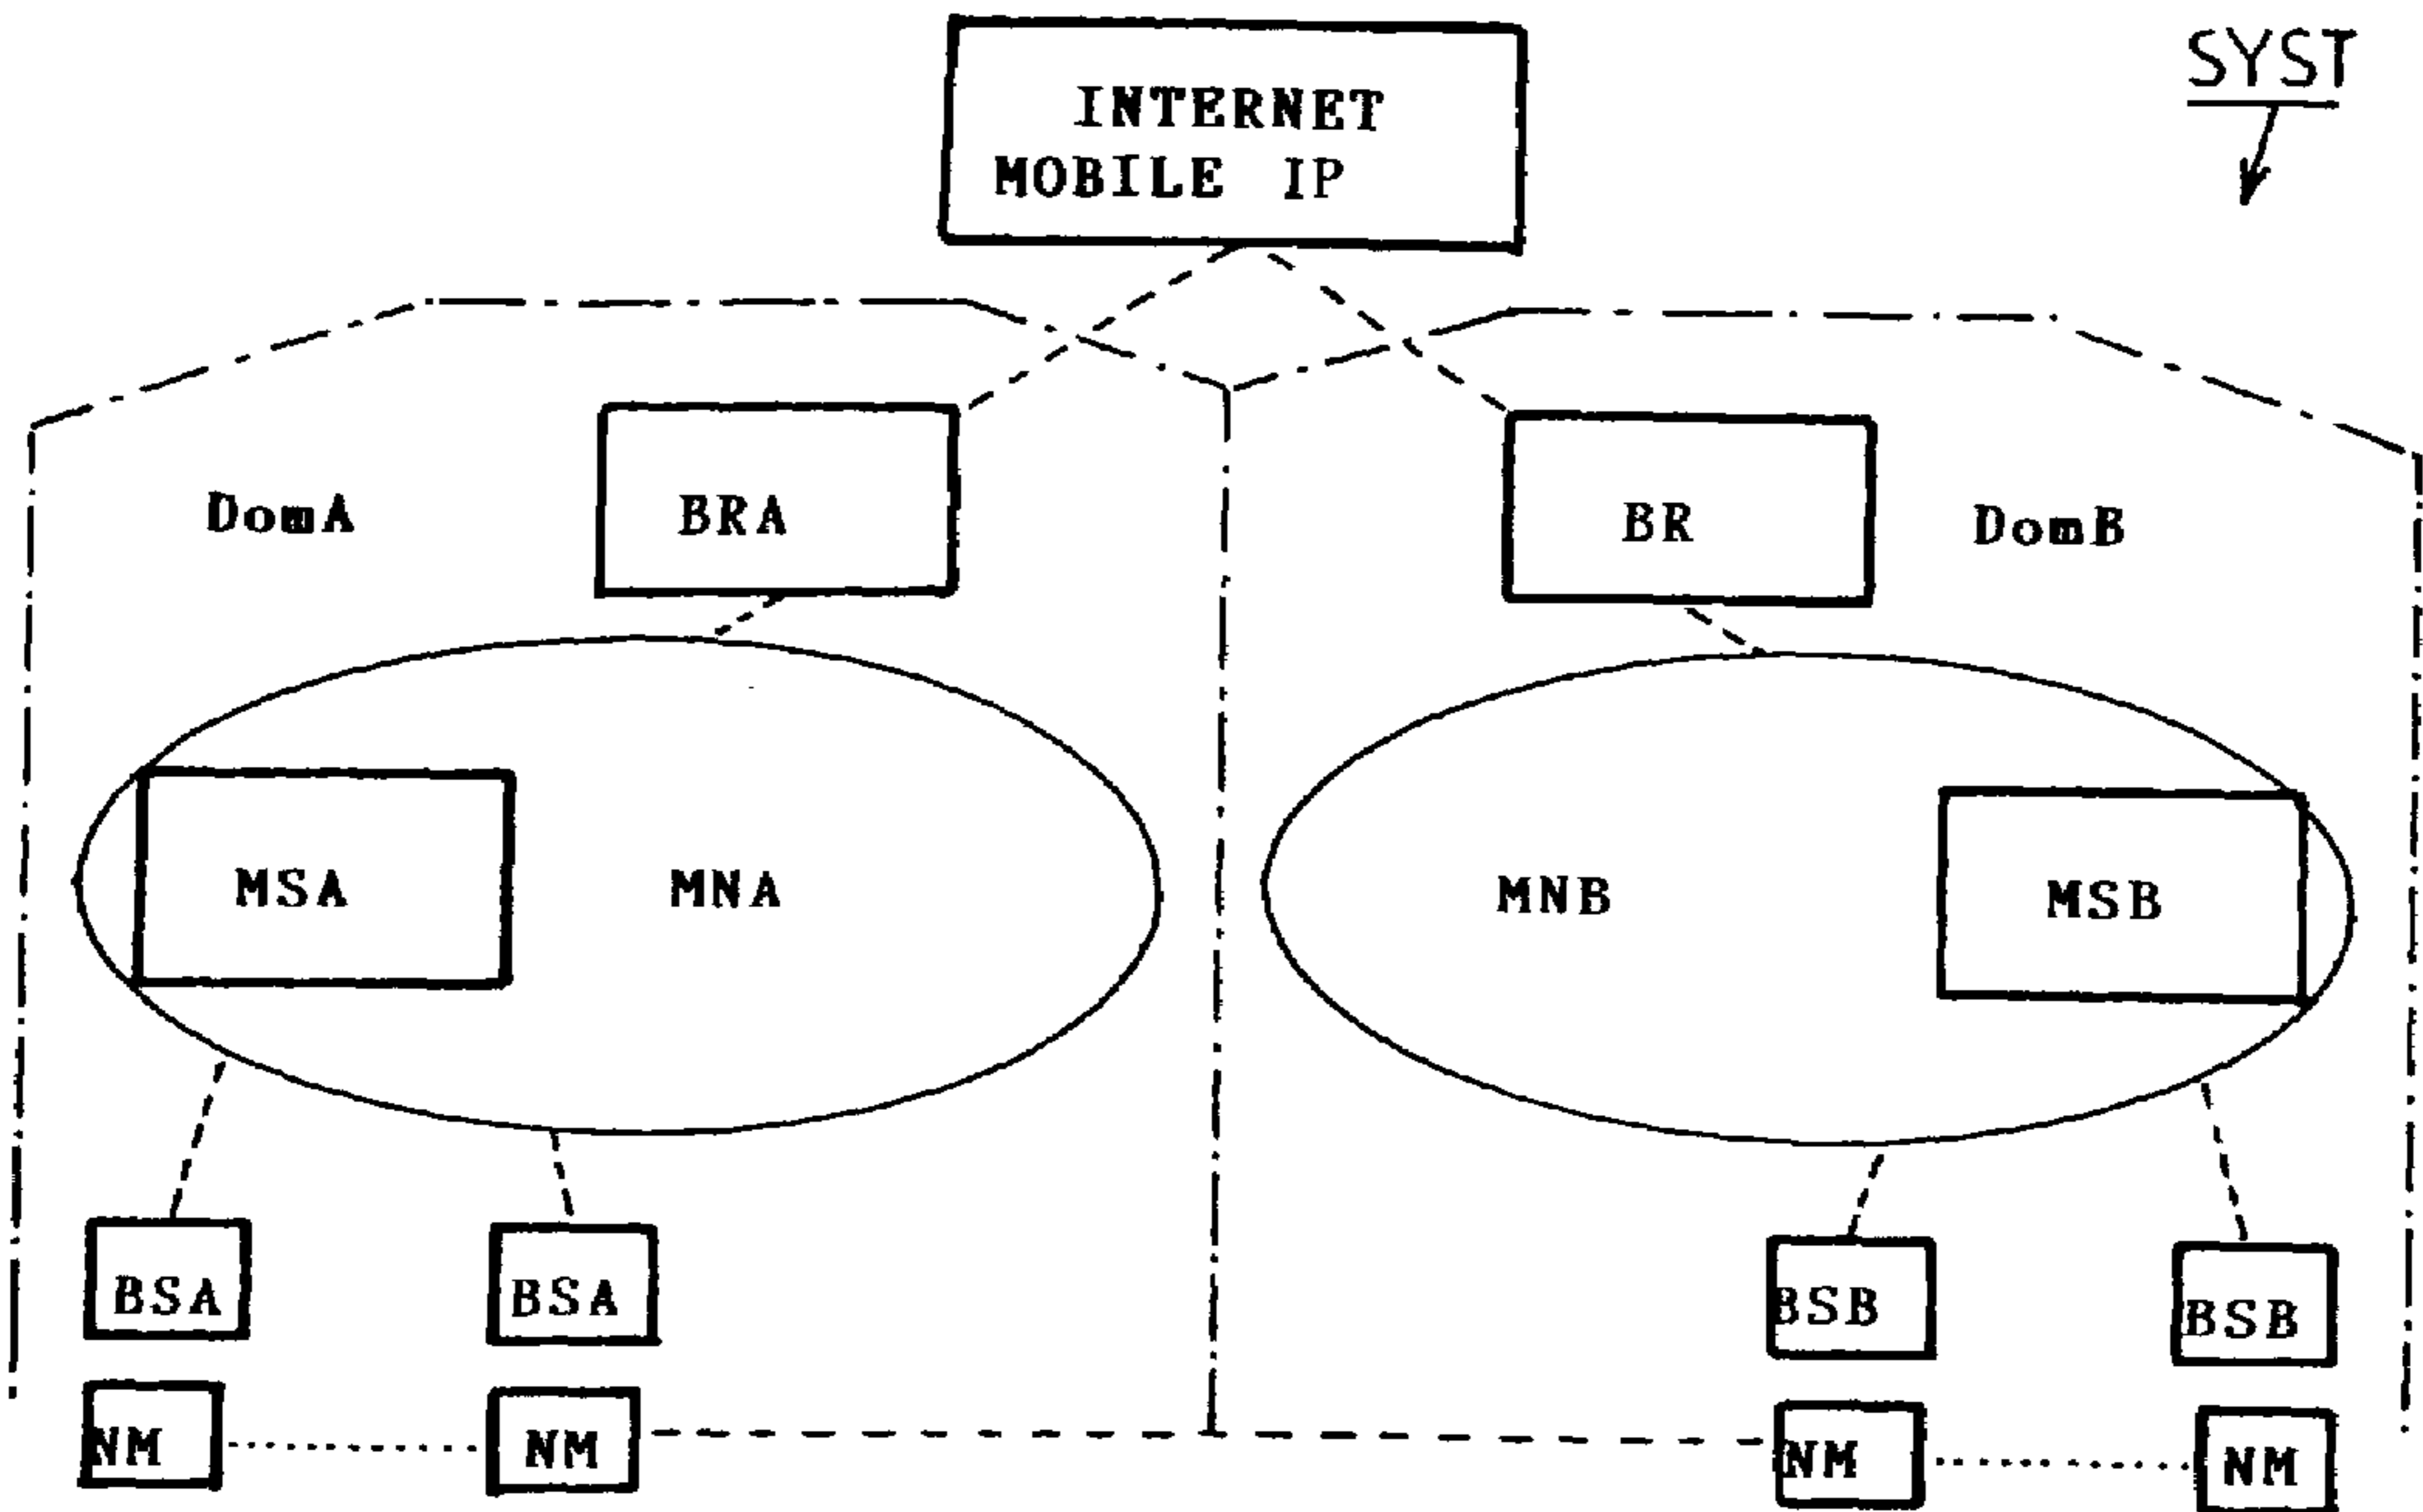 SYST
INTERNET
MOBILE IP
DomA
BRA
BR
DomB
MSA
MNA
MNB
MSB
BSA
BSA
BSB
BSB
NM
NM
NM
NM